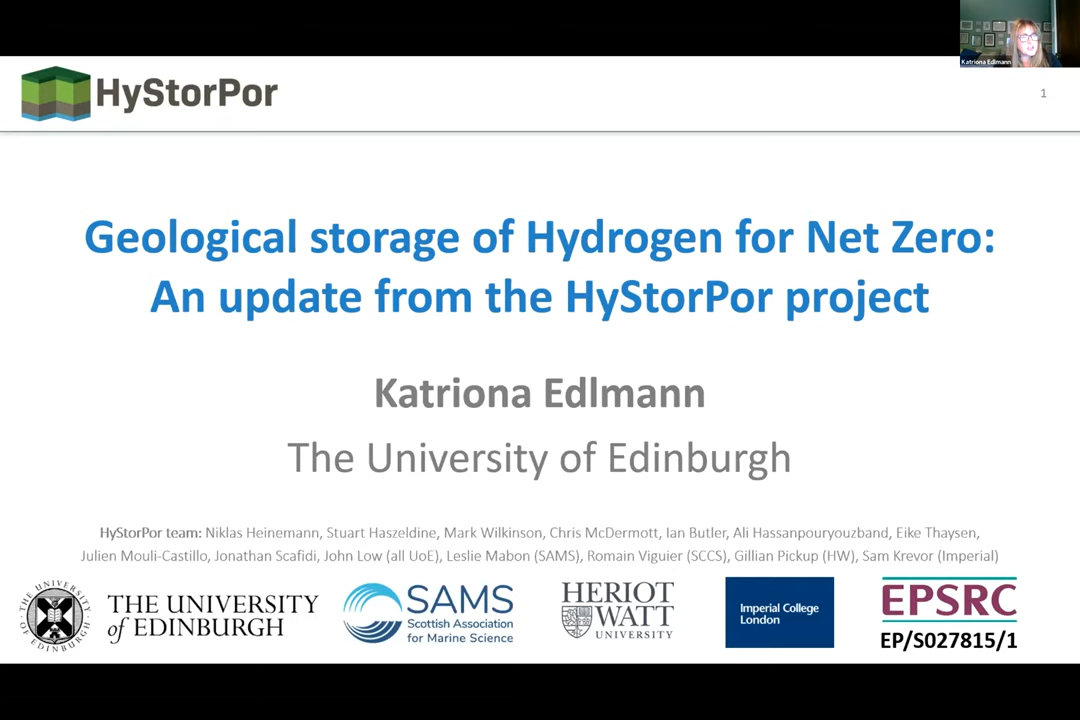 Katriona Edlmann
HyStorPor
1
Geological storage of Hydrogen for Net Zero:
An update from the HyStorPor project
Katriona Edlmann
The University of Edinburgh
HyStorPor team: Niklas Heinemann, Stuart Haszeldine, Mark Wilkinson, Chris McDermott, Ian Butler, Ali Hassanpouryouzband, Eike Thaysen,
Julien Mouli-Castillo, Jonathan Scafidi, John Low (all UoE), Leslie Mabon (SAMS), Romain Viguier (SCCS), Gillian Pickup (HW), Sam Krevor (Imperial)
THE UNIVERSITY OF EDINBURGH
THE UNIVERSITY
of EDINBURGH
SAMS
Scottish Association
for Marine Science
HERIOT
WATT
UNIVERSITY
Imperial College
London
EPSRC
EP/S027815/1